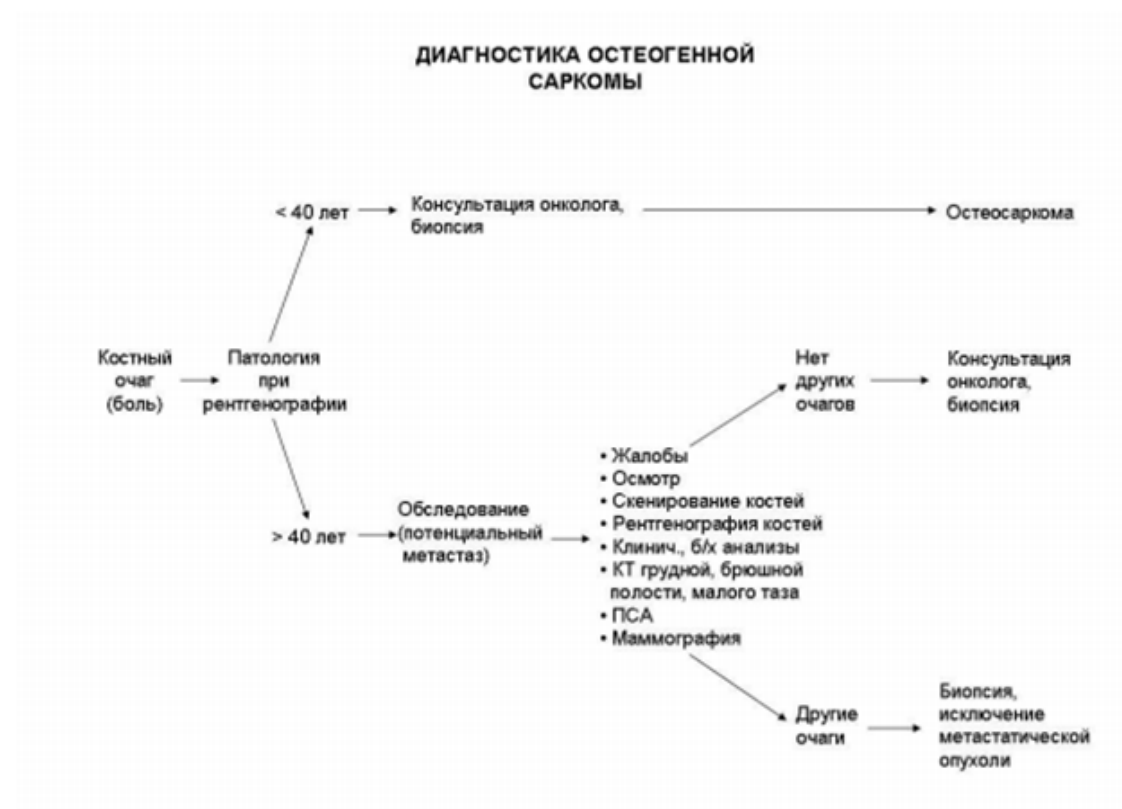 ДИАГНОСТИКА ОСТЕОГЕННОЙ
САРКОМЫ
< 40 лет
Консультация онколога,
биопсия
Остеосаркома
Костный
очаг
(боль)
Патология
при
рентгенографии
Нет
других
очагов
Консультация
онколога,
биопсия
> 40 лет
Обследование
(потенциальный
метастаз)
• Жалобы
• Осмотр
• Скенирование костей
• Рентгенография костей
• Клинич., б/х анализы
• КТ грудной, брюшной
полости, малого таза
• ПСА
• Маммография
Другие
очаги
Биопсия,
исключение
метастатической
опухоли